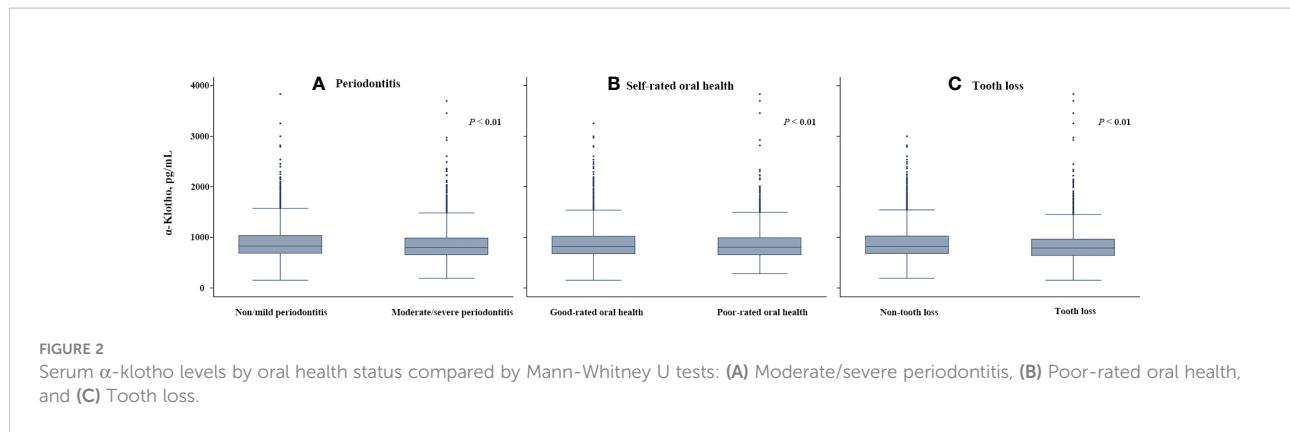 A Periodontitis
B Self-rated oral health
C Tooth loss
4000
P < 0.01
P < 0.01
P < 0.01
3000
α-Klotho, pg/mL
2000
1000
0
Non/mild periodontitis
Moderate/severe periodontitis
Good-rated oral health
Poor-rated oral health
Non-tooth loss
Tooth loss
FIGURE 2
Serum α-klotho levels by oral health status compared by Mann-Whitney U tests: (A) Moderate/severe periodontitis, (B) Poor-rated oral health,
and (C) Tooth loss.